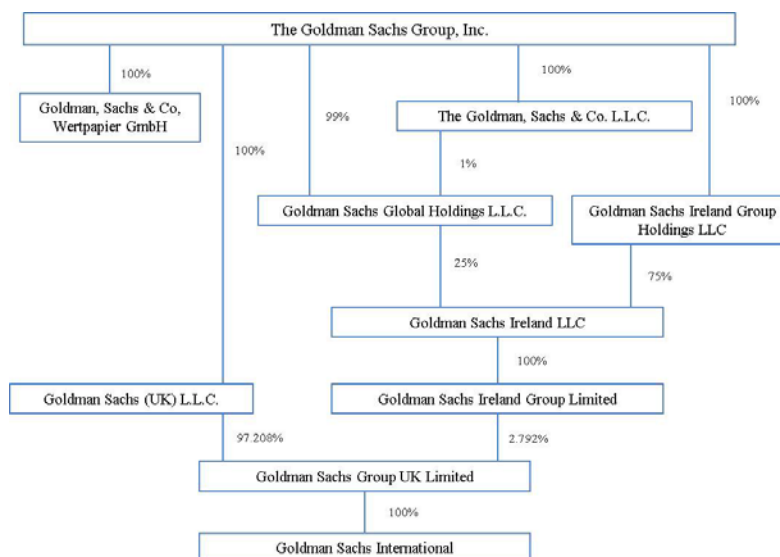 The Goldman Sachs Group, Inc.
100%
100%
Goldman, Sachs & Co,
Wertpapier GmbH
99%
The Goldman, Sachs & Co. L.L.C.
100%
100%
1%
Goldman Sachs Global Holdings L.L.C.
Goldman Sachs Ireland Group
Holdings LLC
25%
75%
Goldman Sachs Ireland LLC
100%
Goldman Sachs (UK) L.L.C.
Goldman Sachs Ireland Group Limited
97.208%
2.792%
Goldman Sachs Group UK Limited
100%
Goldman Sachs International